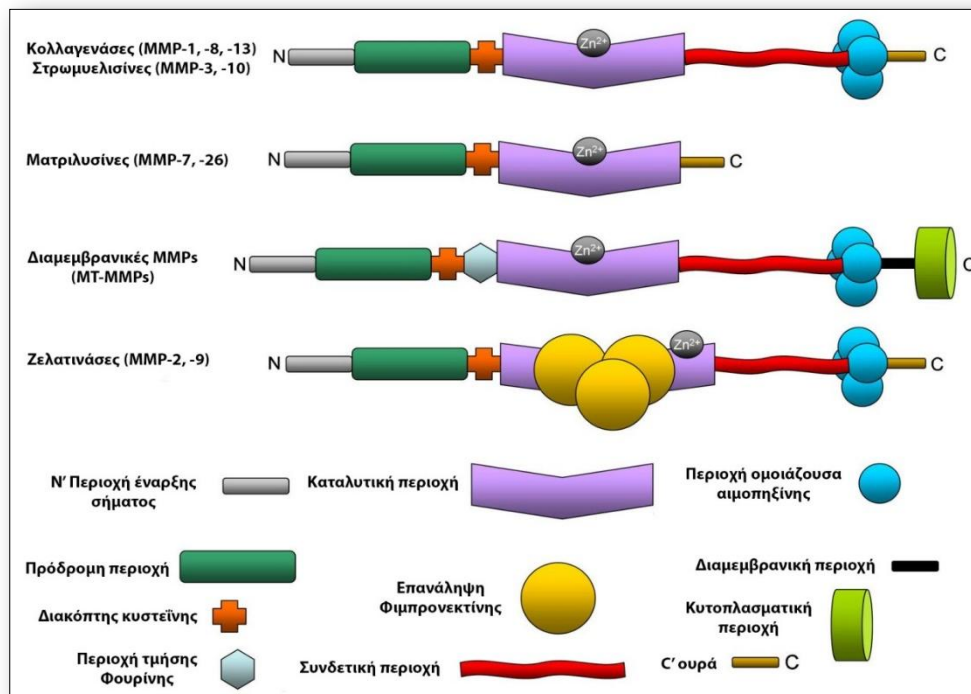 Κολλαγενάσες (MMP-1, -8, -13)
Στρωμυελισίνες (MMP-3, -10)
N
Zn²⁺
C
Ματριλυσίνες (MMP-7, -26)
N
Zn²⁺
C
Διαμεμβρανικές MMPs
(MT-MMPs)
N
Zn²⁺
C
Ζελατινάσες (MMP-2, -9)
N
Zn²⁺
C
Ν' Περιοχή έναρξης
σήματος
Καταλυτική περιοχή
Περιοχή ομοιάζουσα
αιμοπηξίνης
Πρόδρομη περιοχή
Επανάληψη
Φιμπρονεκτίνης
Διαμεμβρανική περιοχή
Διακόπτης κυστεΐνης
Κυτοπλασματική
περιοχή
Περιοχή τμήσης
Φουρίνης
Συνδετική περιοχή
C' ουρά
C